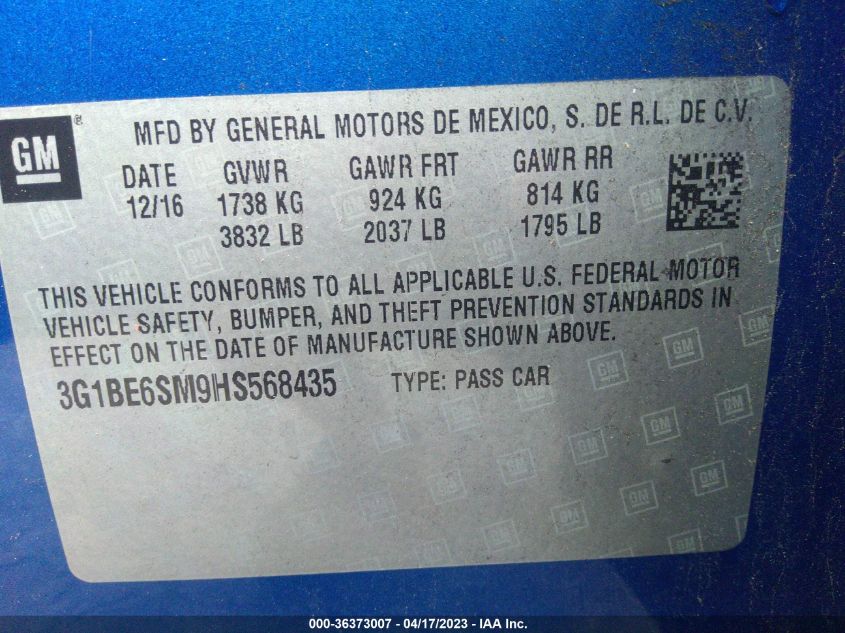 GM ®
MFD BY GENERAL MOTORS DE MEXICO, S. DE R.L. DE C.V.
DATE GVWR GAWR FRT GAWR RR
12/16 1738 KG 924 KG 814 KG
3832 LB 2037 LB 1795 LB
THIS VEHICLE CONFORMS TO ALL APPLICABLE U.S. FEDERAL MOTOR
VEHICLE SAFETY, BUMPER, AND THEFT PREVENTION STANDARDS IN
EFFECT ON THE DATE OF MANUFACTURE SHOWN ABOVE.
3G1BE6SM9HS568435 TYPE: PASS CAR
000-36373007 - 04/17/2023 - IAA Inc.